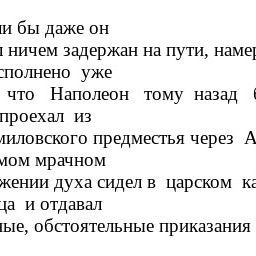 ли бы даже он
ничем задержан на пути,
сполнено уже
что Наполеон тому назад
проехал из
миловского предместья через А
мом мрачном
жении духа сидел в царском ка
ца и отдавал
ные, обстоятельные приказания